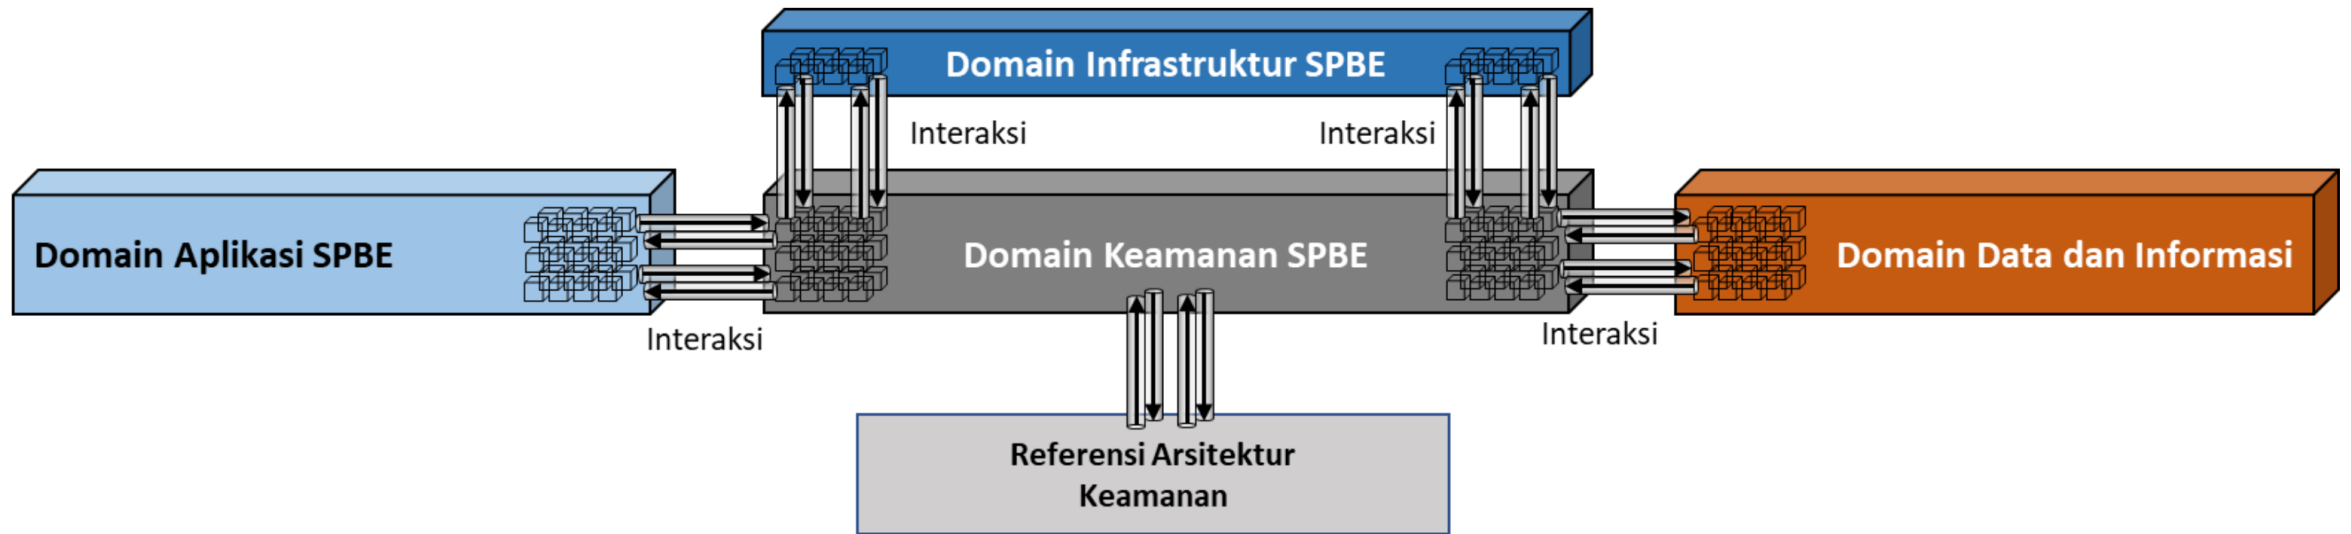 Domain Infrastruktur SPBE
Interaksi
Interaksi
Domain Aplikasi SPBE
Domain Keamanan SPBE
Domain Data dan Informasi
Interaksi
Interaksi
Referensi Arsitektur
Keamanan